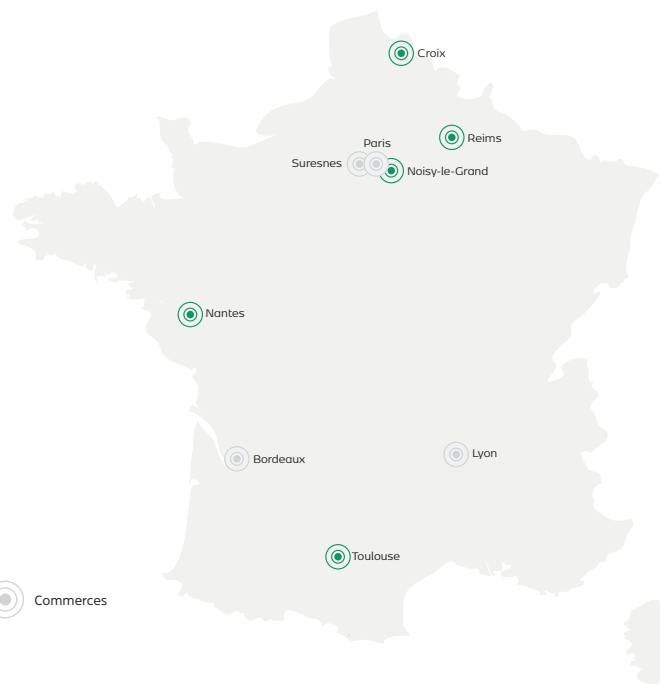 Croix
Reims
Paris
Suresnes
Noisy-le-Grand
Nantes
Bordeaux
Lyon
Toulouse
Commerces